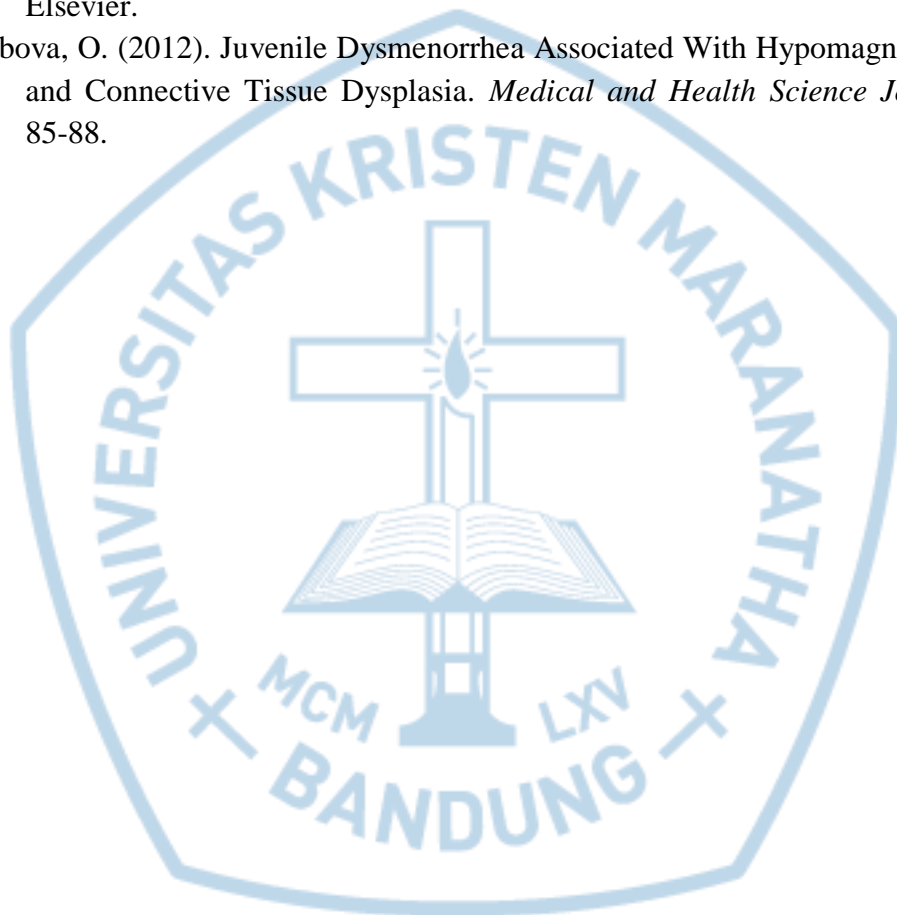 Elsevier.
bova, O. (2012). Juvenile Dysmenorrhea Associated With Hypomagn
and Connective Tissue Dysplasia. Medical and Health Science Jo
85-88.
UNIVERSITAS KRISTEN MARANATHA
MCM LXV
BANDUNG